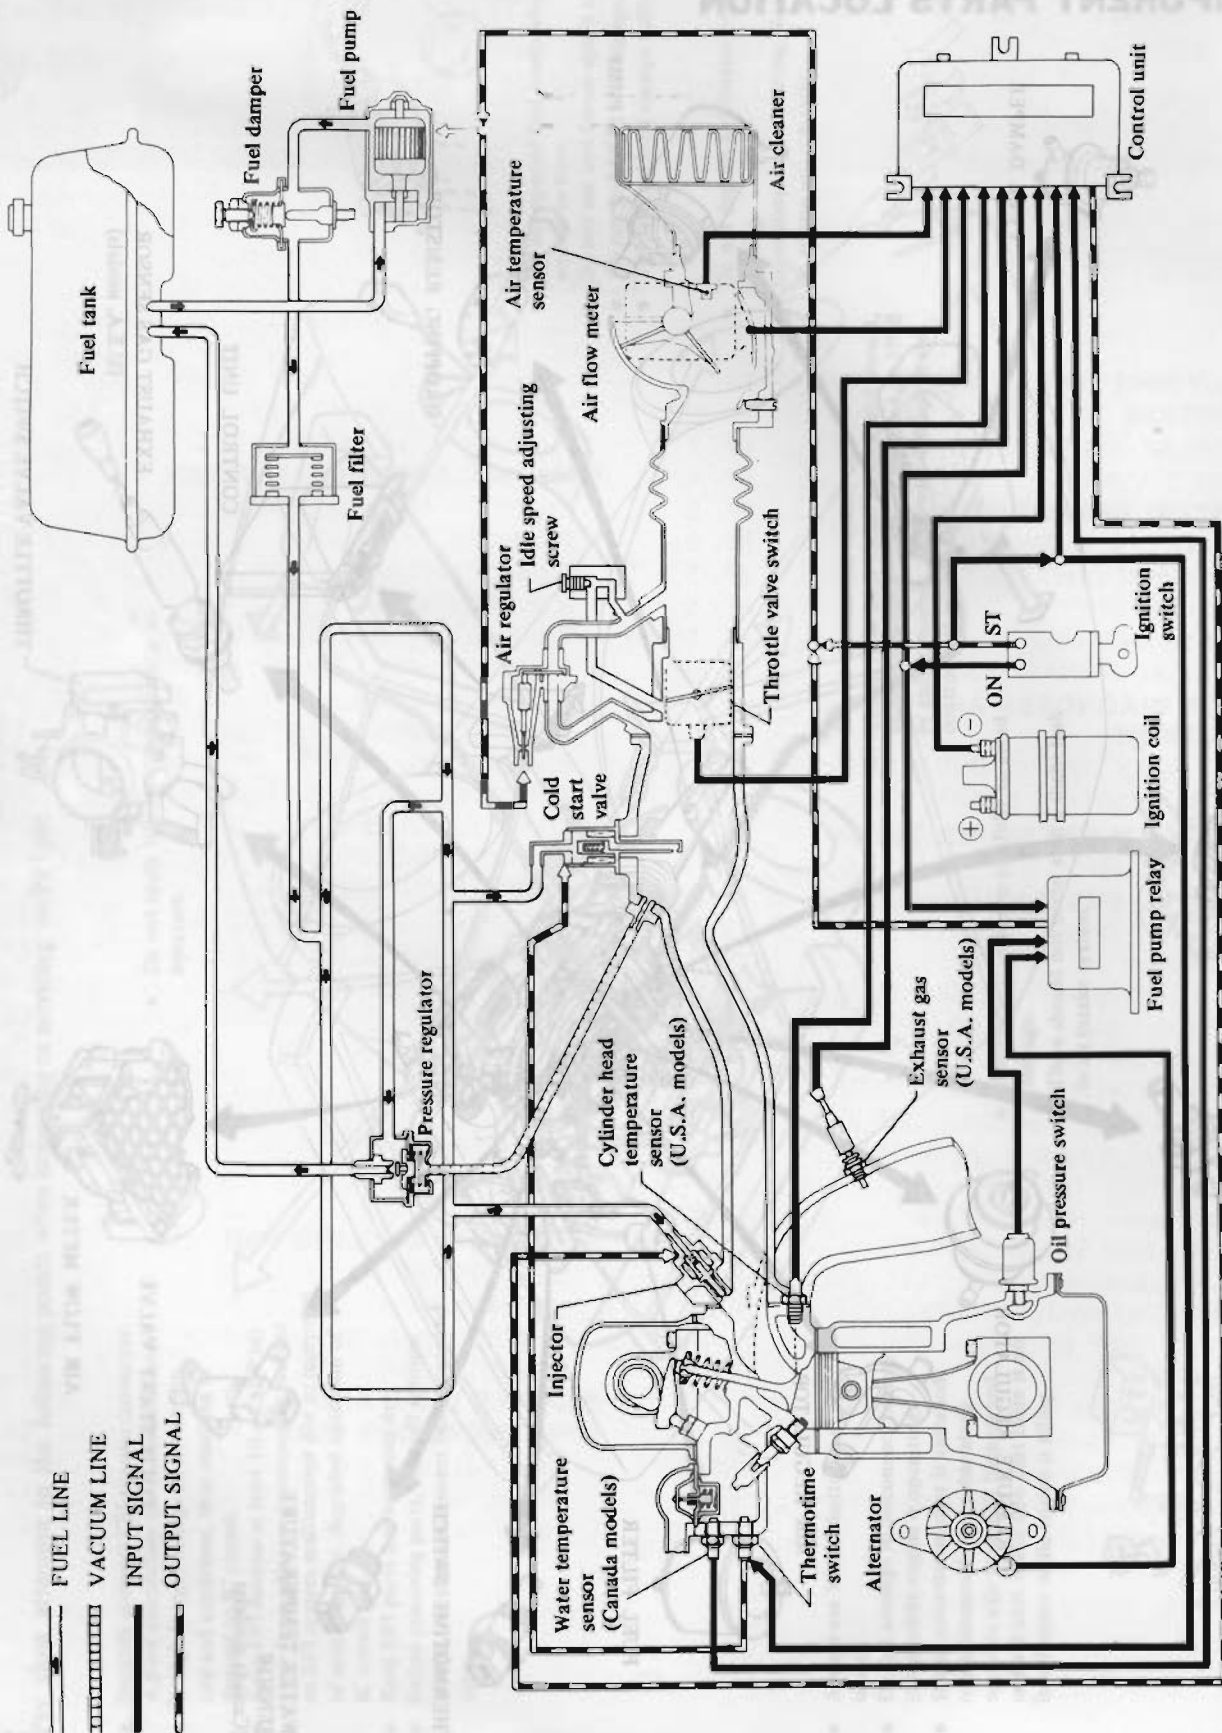 FUEL LINE
VACUUM LINE
INPUT SIGNAL
OUTPUT SIGNAL
Fuel tank
Fuel damper
Fuel pump
Fuel filter
Pressure regulator
Cold
start
valve
Air regulator
Idle speed adjusting
screw
Air temperature
sensor
Air flow meter
Air cleaner
Throttle valve switch
Injector
Cylinder head
temperature
sensor
(U.S.A. models)
Exhaust gas
sensor
(U.S.A. models)
Water temperature
sensor
(Canada models)
Thermotime
switch
Alternator
Oil pressure switch
Fuel pump relay
+
-
Ignition coil
ON
ST
Ignition
switch
Control unit